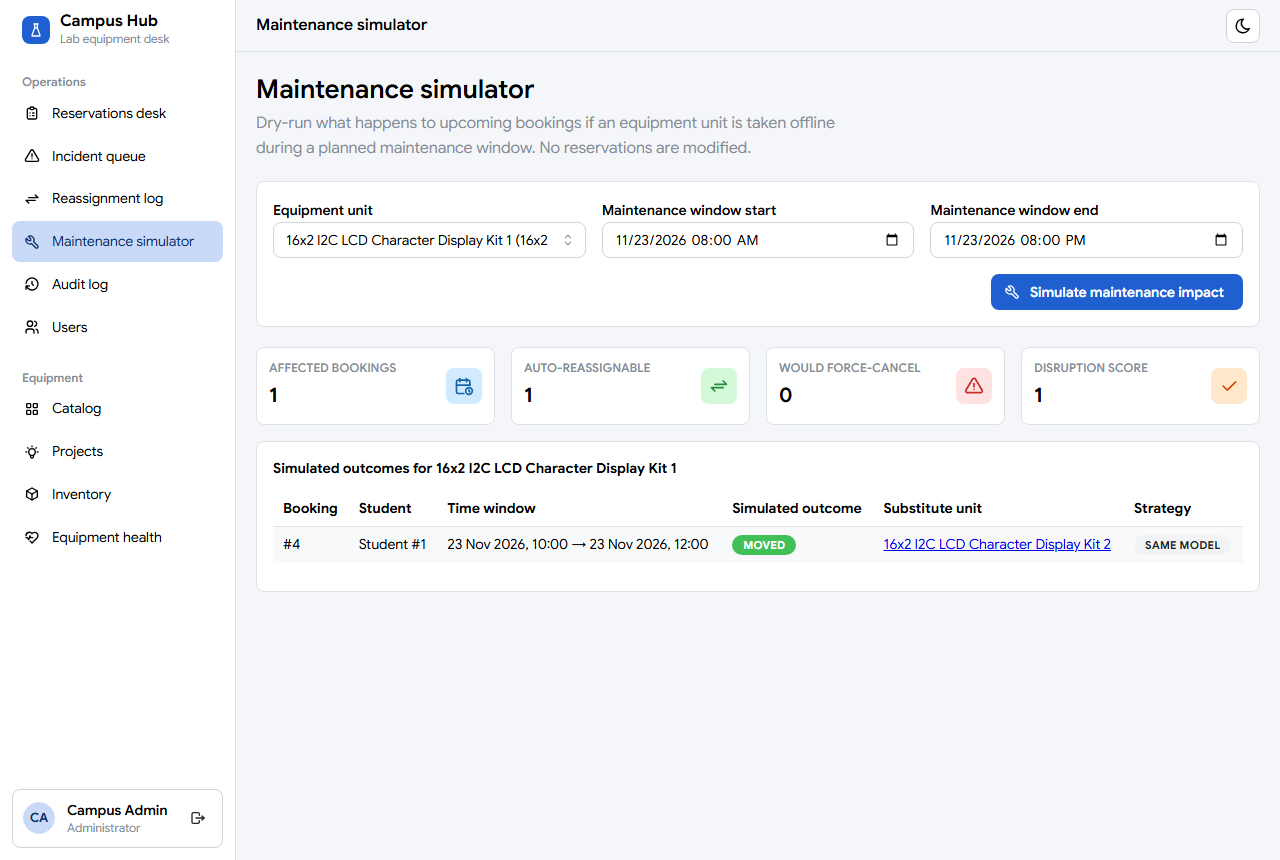 Campus Hub
Lab equipment desk
Operations
Reservations desk
Incident queue
Reassignment log
Maintenance simulator
Audit log
Users
Equipment
Catalog
Projects
Inventory
Equipment health
CA
Campus Admin
Administrator
Maintenance simulator
Maintenance simulator
Dry-run what happens to upcoming bookings if an equipment unit is taken offline
during a planned maintenance window. No reservations are modified.
Equipment unit
16x2 I2C LCD Character Display Kit 1 (16x2
Maintenance window start
11/23/2026 08:00 AM
Maintenance window end
11/23/2026 08:00 PM
Simulate maintenance impact
AFFECTED BOOKINGS
1
AUTO-REASSIGNABLE
1
WOULD FORCE-CANCEL
0
DISRUPTION SCORE
1
Simulated outcomes for 16x2 I2C LCD Character Display Kit 1
Booking Student Time window Simulated outcome Substitute unit Strategy
#4 Student #1 23 Nov 2026, 10:00 → 23 Nov 2026, 12:00 MOVED 16x2 I2C LCD Character Display Kit 2 SAME MODEL